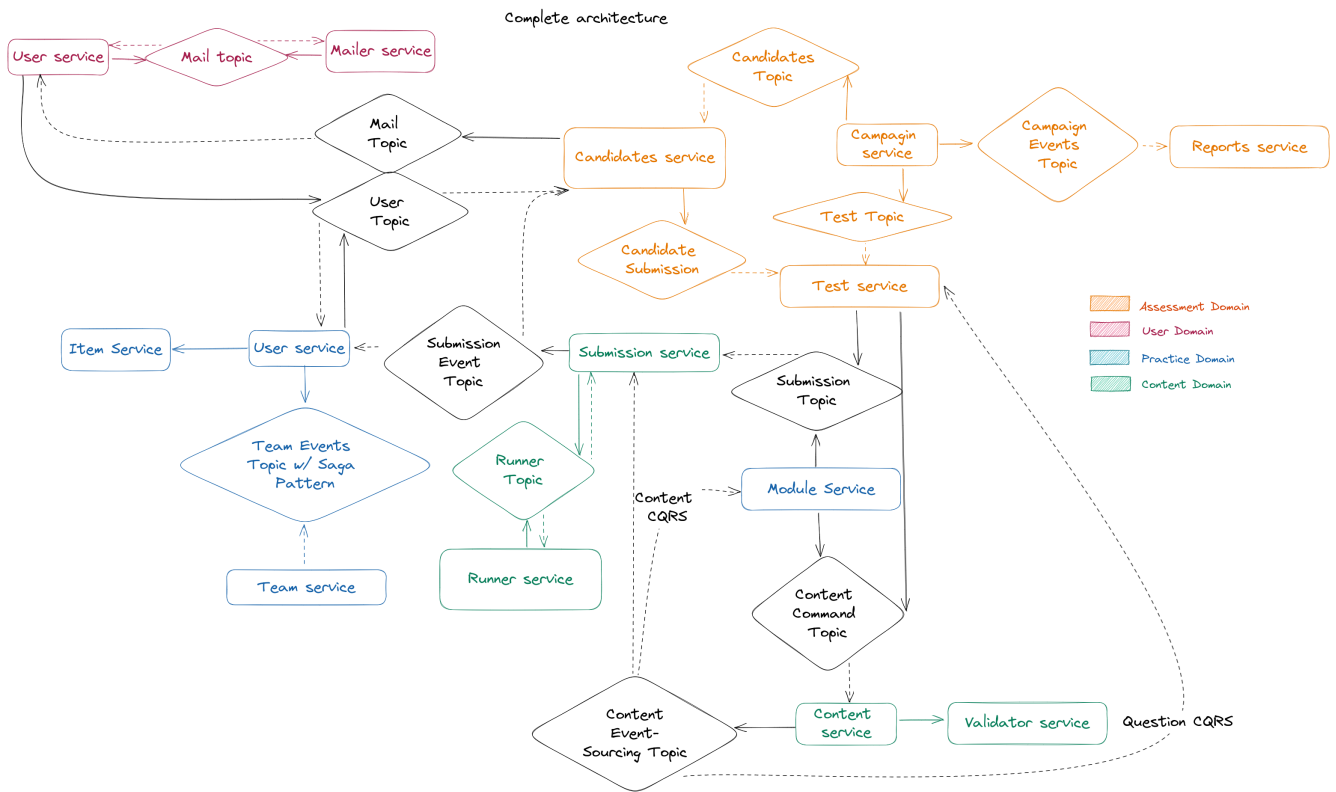 Complete architecture
User service
Mail topic
Mailer service
Candidates
Topic
Mail
Topic
Candidates service
Campagin
service
Campaign
Events
Topic
Reports service
User
Topic
Test Topic
Candidate
Submission
Test service
Assessment Domain
User Domain
Practice Domain
Content Domain
Item Service
User service
Submission
Event
Topic
Submission service
Submission
Topic
Team Events
Topic w/ Saga
Pattern
Runner
Topic
Content
CQRS
Module Service
Team service
Runner service
Content
Command
Topic
Content
Event-
Sourcing Topic
Content
service
Validator service
Question CQRS